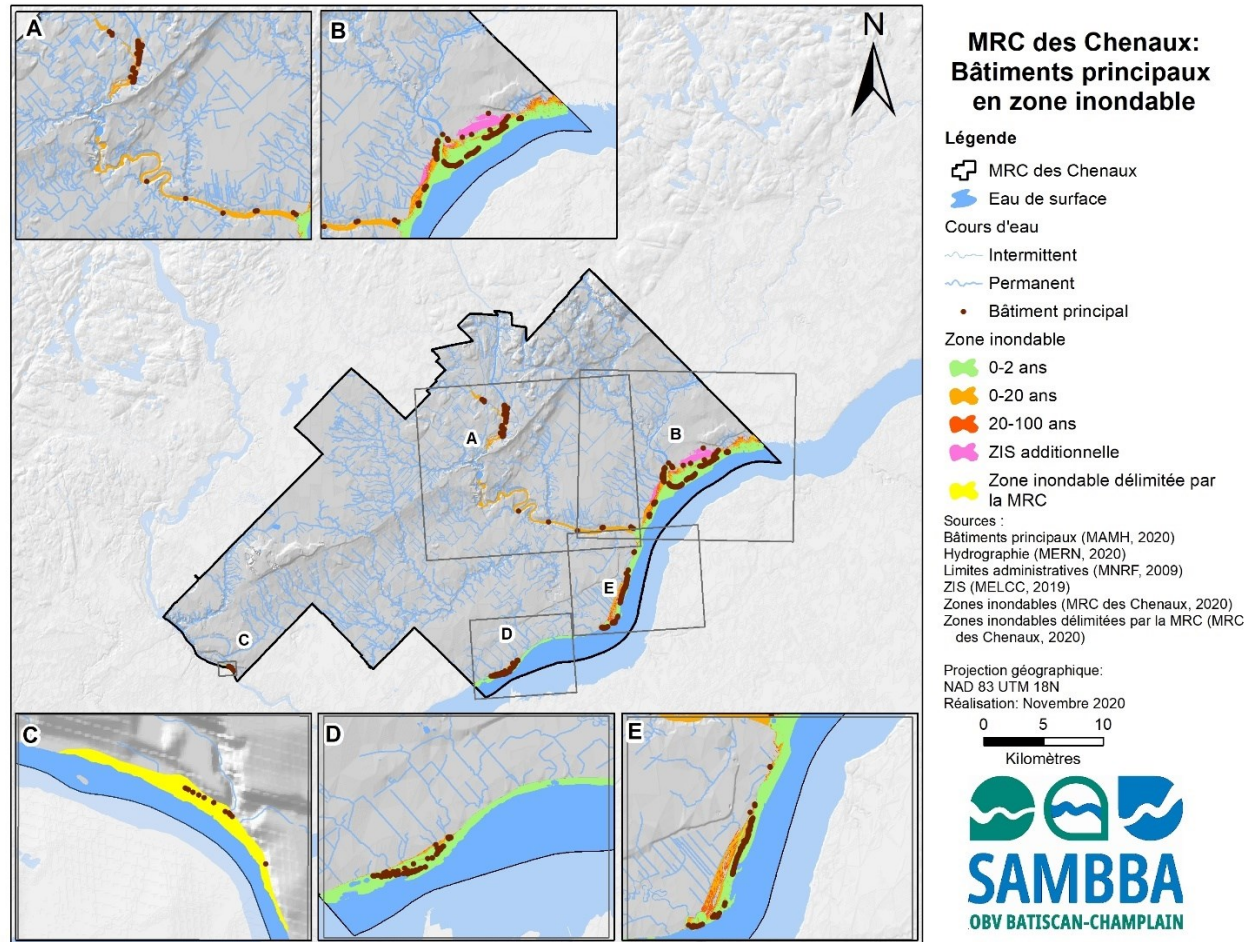 A
B
N
A
B
C
D
E
C
D
E
MRC des Chenaux:
Bâtiments principaux
en zone inondable
Légende
MRC des Chenaux
Eau de surface
Cours d'eau
Intermittent
Permanent
Bâtiment principal
Zone inondable
0-2 ans
0-20 ans
20-100 ans
ZIS additionnelle
Zone inondable délimitée par
la MRC
Sources :
Bâtiments principaux (MAMH, 2020)
Hydrographie (MERN, 2020)
Limites administratives (MNRF, 2009)
ZIS (MELCC, 2019)
Zones inondables (MRC des Chenaux, 2020)
Zones inondables délimitées par la MRC (MRC
des Chenaux, 2020)
Projection géographique:
NAD 83 UTM 18N
Réalisation: Novembre 2020
0 5 10
Kilomètres
SAMBBA
OBV BATISCAN-CHAMPLAIN